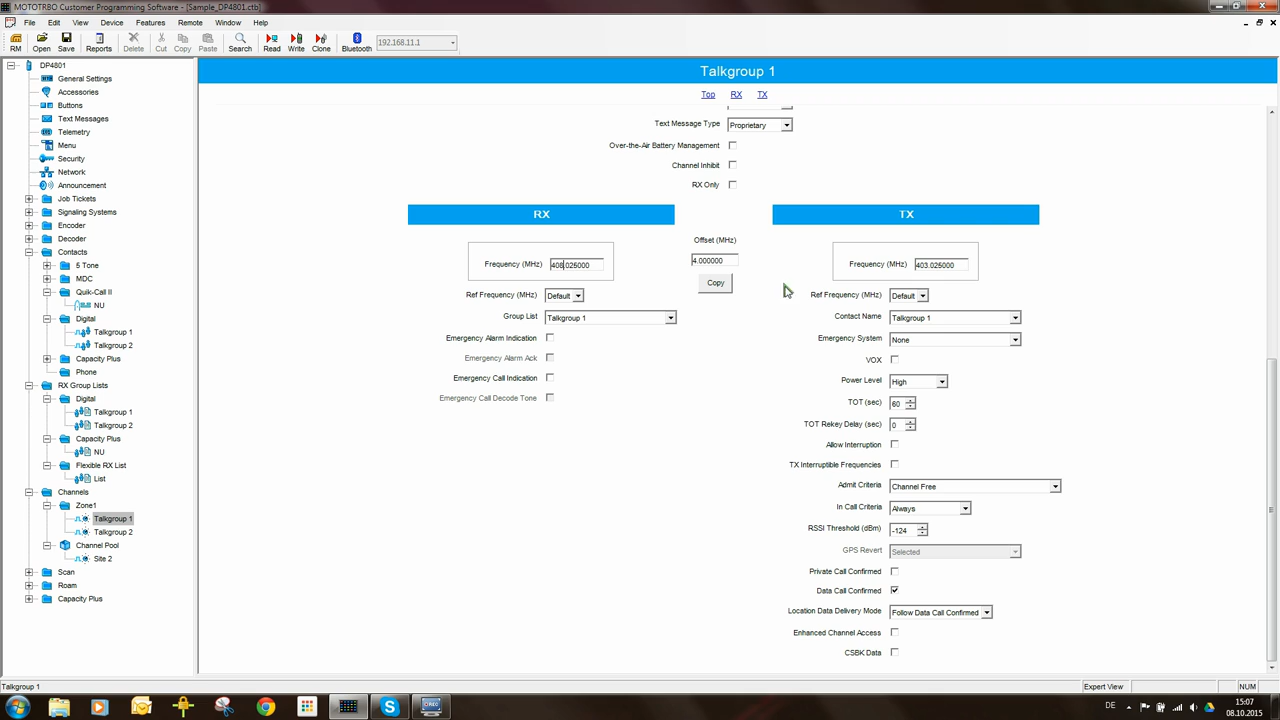 MOTOTRBO Customer Programming Software - [Sample_DP4801.ctb]
File Edit View Device Features Remote Window Help
RM Open Save Reports Delete Cut Copy Paste Search Read Write Clone Bluetooth 192.168.11.1
DP4801
General Settings
Accessories
Buttons
Text Messages
Telemetry
Menu
Security
Network
Announcement
Job Tickets
Signaling Systems
Encoder
Decoder
Contacts
5 Tone
MDC
Quik-Call II
NU
Digital
Talkgroup 1
Talkgroup 2
Capacity Plus
Phone
RX Group Lists
Digital
Talkgroup 1
Talkgroup 2
Capacity Plus
NU
Flexible RX List
List
Channels
Zone1
Talkgroup 1
Talkgroup 2
Channel Pool
Site 2
Scan
Roam
Capacity Plus
Talkgroup 1
Top RX TX
Text Message Type Proprietary
Over-the-Air Battery Management
Channel Inhibit
RX Only
RX
Frequency (MHz) 408.025000
Ref Frequency (MHz) Default
Group List Talkgroup 1
Emergency Alarm Indication
Emergency Alarm Ack
Emergency Call Indication
Emergency Call Decode Tone
Offset (MHz)
4.000000
Copy
TX
Frequency (MHz) 403.025000
Ref Frequency (MHz) Default
Contact Name Talkgroup 1
Emergency System None
VOX
Power Level High
TOT (sec) 60
TOT Rekey Delay (sec) 0
Allow Interruption
TX Interruptible Frequencies
Admit Criteria Channel Free
In Call Criteria Always
RSSI Threshold (dBm) -124
GPS Revert Selected
Private Call Confirmed
Data Call Confirmed
Location Data Delivery Mode Follow Data Call Confirmed
Enhanced Channel Access
CSBK Data
Talkgroup 1 Expert View NUM
DE 15:07
08.10.2015